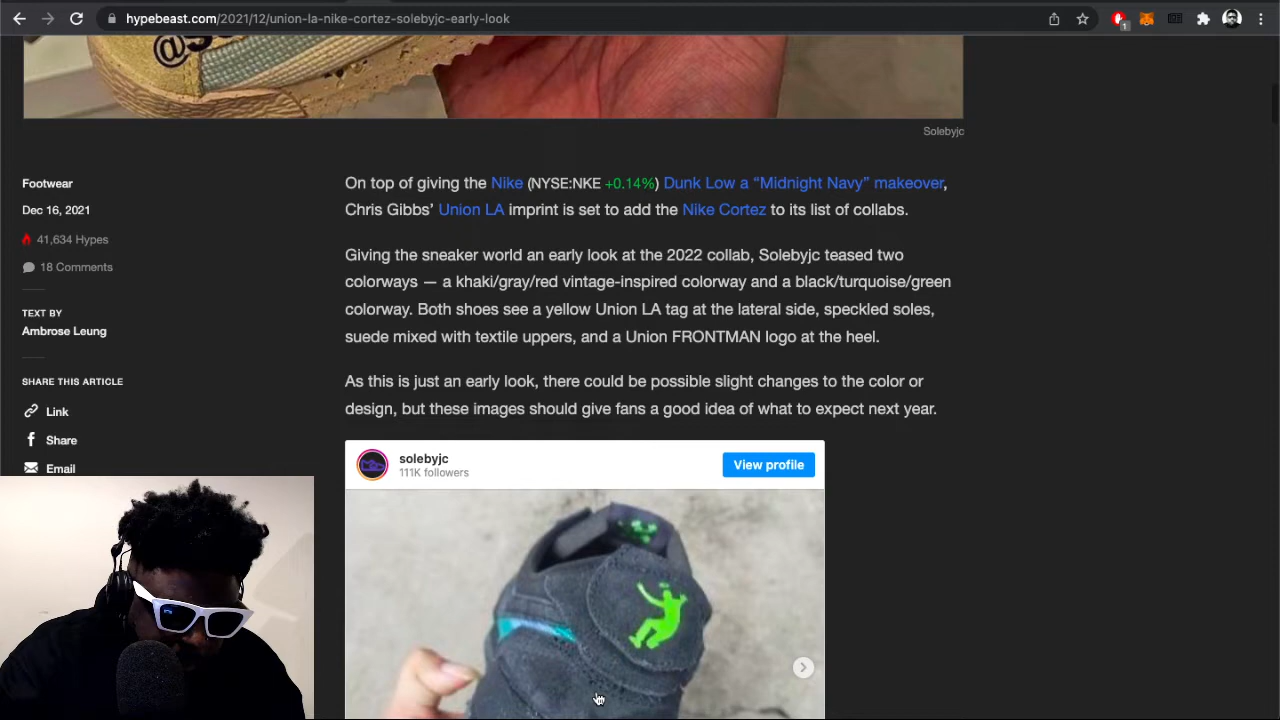 hypebeast.com/2021/12/union-la-nike-cortez-solebyjc-early-look
1
Solebyjc
Footwear
Dec 16, 2021
41,634 Hypes
18 Comments
TEXT BY
Ambrose Leung
SHARE THIS ARTICLE
Link
Share
Email
On top of giving the Nike (NYSE:NKE +0.14%) Dunk Low a “Midnight Navy” makeover,
Chris Gibbs’ Union LA imprint is set to add the Nike Cortez to its list of collabs.
Giving the sneaker world an early look at the 2022 collab, Solebyjc teased two
colorways — a khaki/gray/red vintage-inspired colorway and a black/turquoise/green
colorway. Both shoes see a yellow Union LA tag at the lateral side, speckled soles,
suede mixed with textile uppers, and a Union FRONTMAN logo at the heel.
As this is just an early look, there could be possible slight changes to the color or
design, but these images should give fans a good idea of what to expect next year.
solebyjc
111K followers
View profile